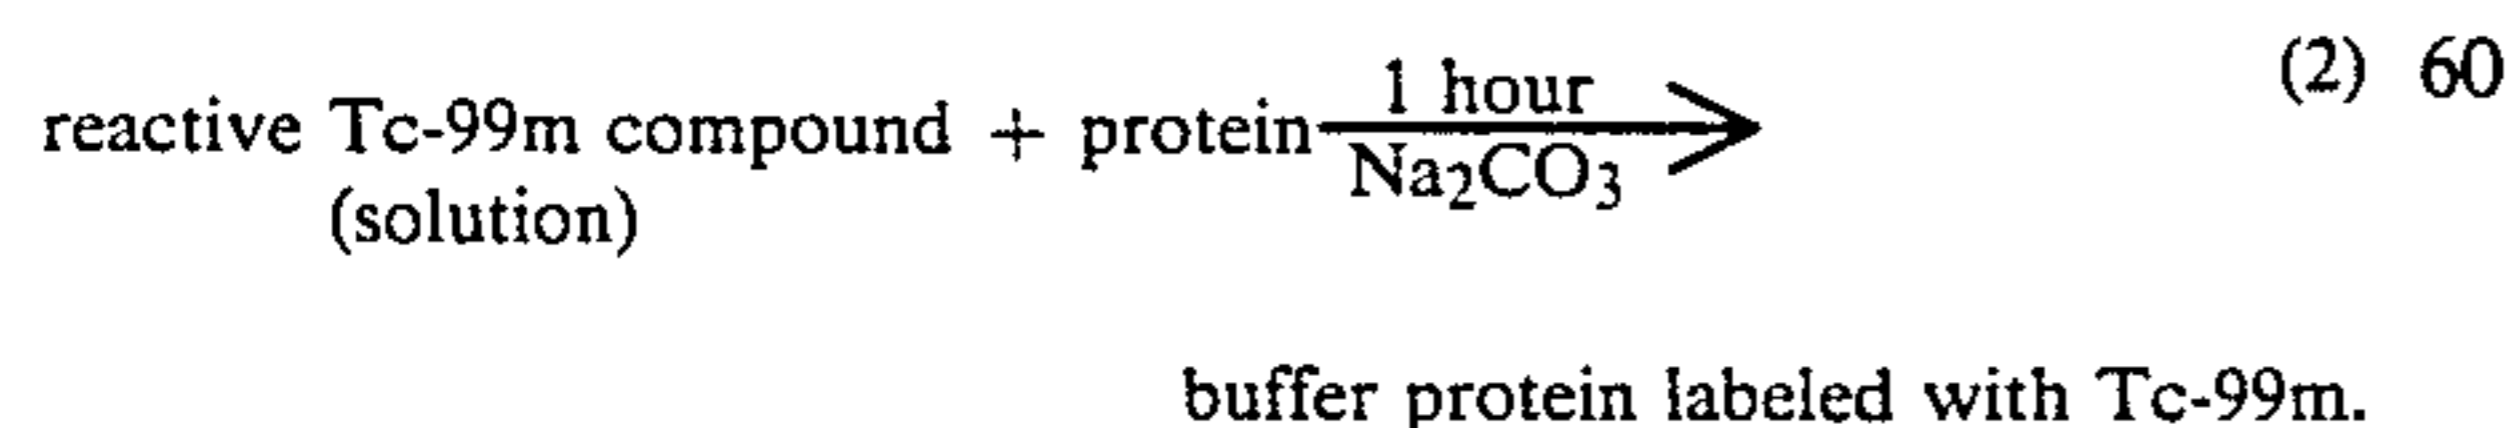 (2) 60
1 hour
reactive Tc-99m compound + protein
Na₂CO₃
(solution)
buffer protein labeled with Tc-99m.